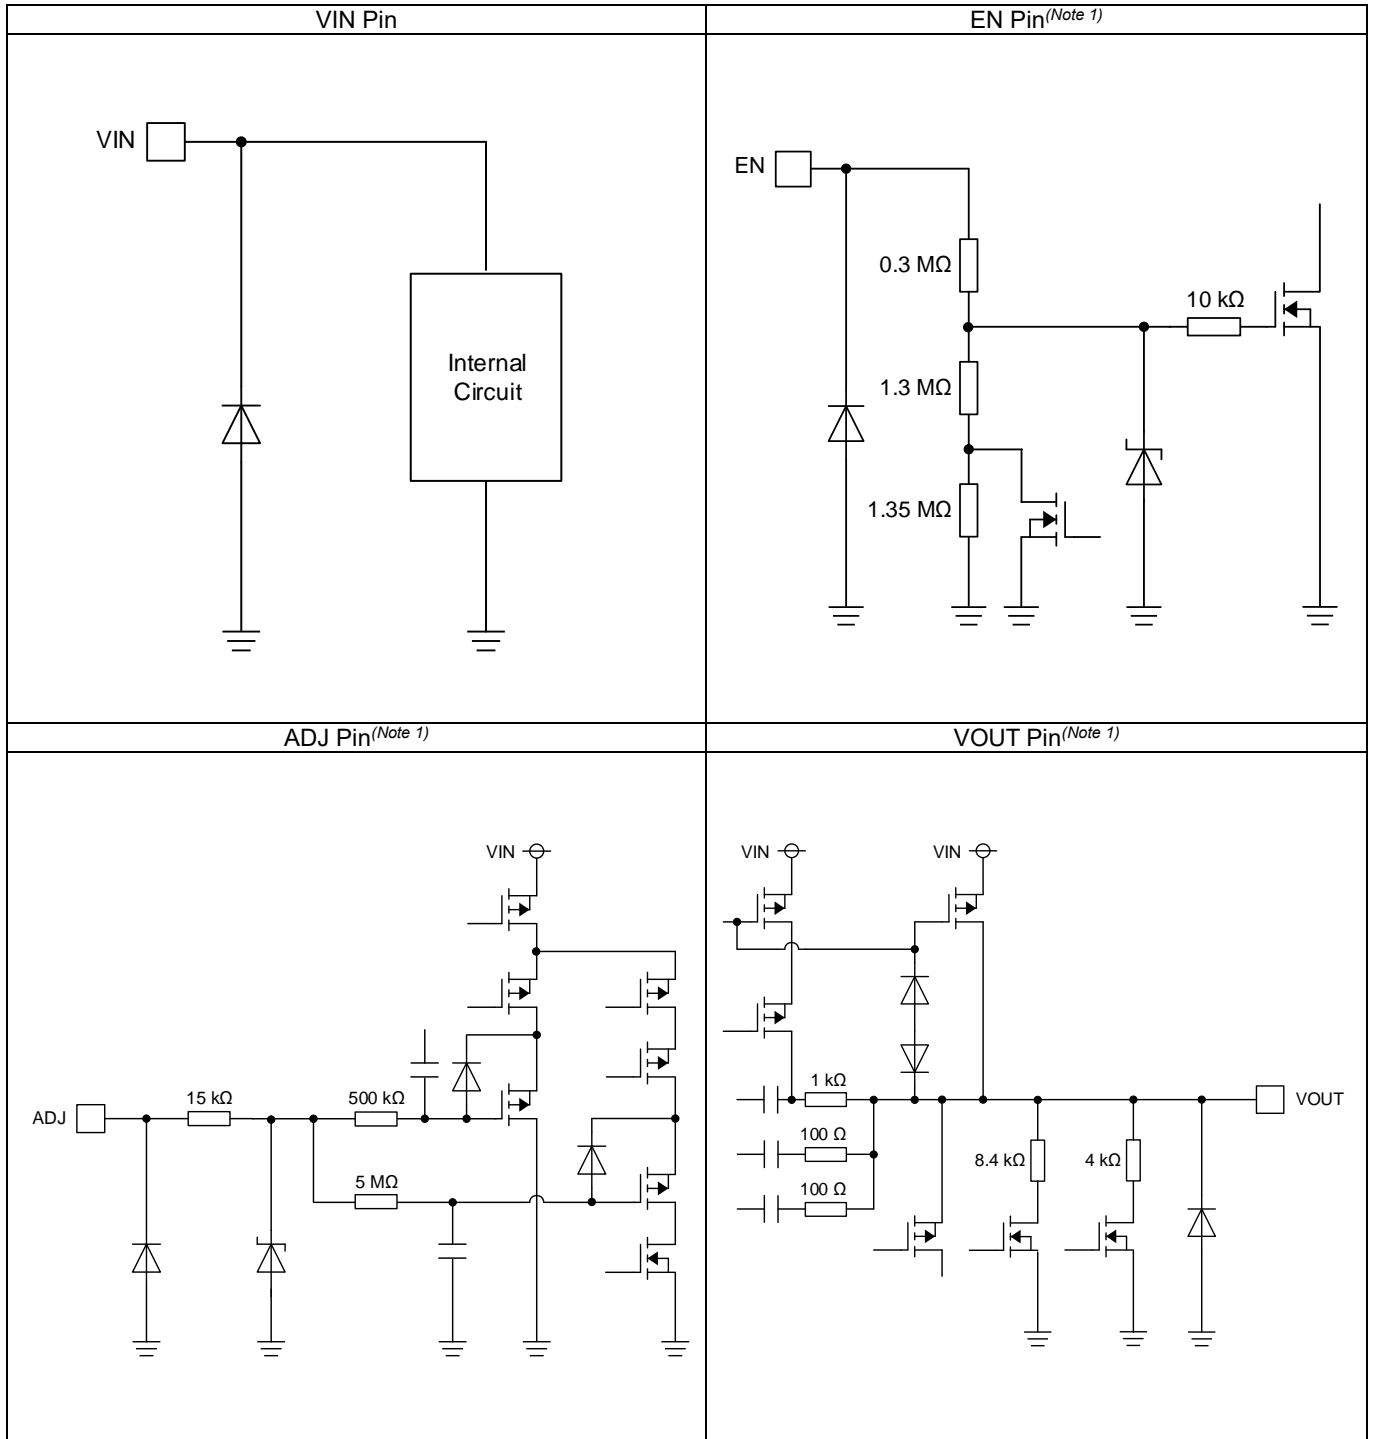 VIN Pin
EN Pin(Note 1)
VIN
Internal
Circuit
EN
0.3 MΩ
10 kΩ
1.3 MΩ
1.35 MΩ
ADJ Pin(Note 1)
VOUT Pin(Note 1)
VIN
15 kΩ
500 kΩ
ADJ
5 MΩ
VIN
VIN
1 kΩ
VOUT
100 Ω
8.4 kΩ
4 kΩ
100 Ω